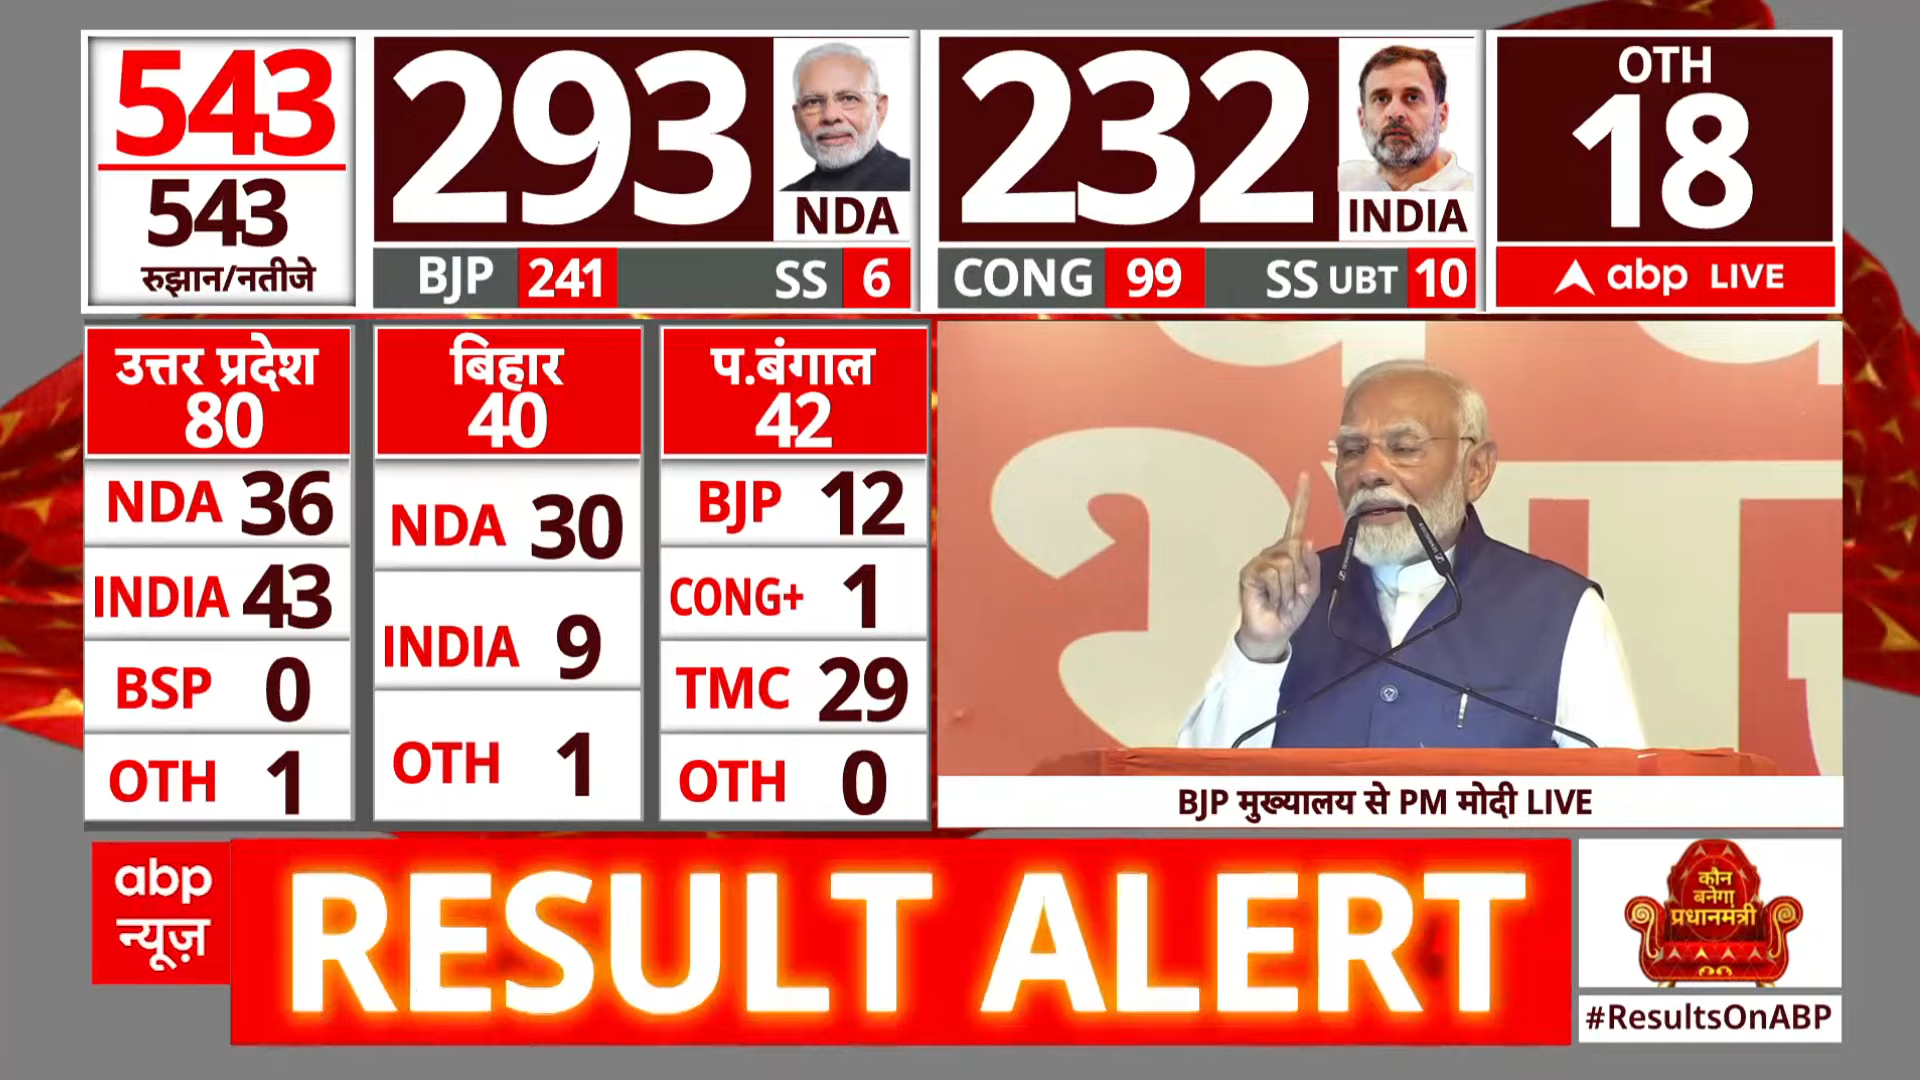 543
543
रुझान/नतीजे
293
NDA
BJP 241 SS 6
232
INDIA
CONG 99 SS UBT 10
OTH
18
abp LIVE
उत्तर प्रदेश
80
NDA 36
INDIA 43
BSP 0
OTH 1
बिहार
40
NDA 30
INDIA 9
OTH 1
प.बंगाल
42
BJP 12
CONG+ 1
TMC 29
OTH 0
BJP मुख्यालय से PM मोदी LIVE
abp
न्यूज़
RESULT ALERT
कौन
बनेगा
प्रधानमंत्री
#ResultsOnABP